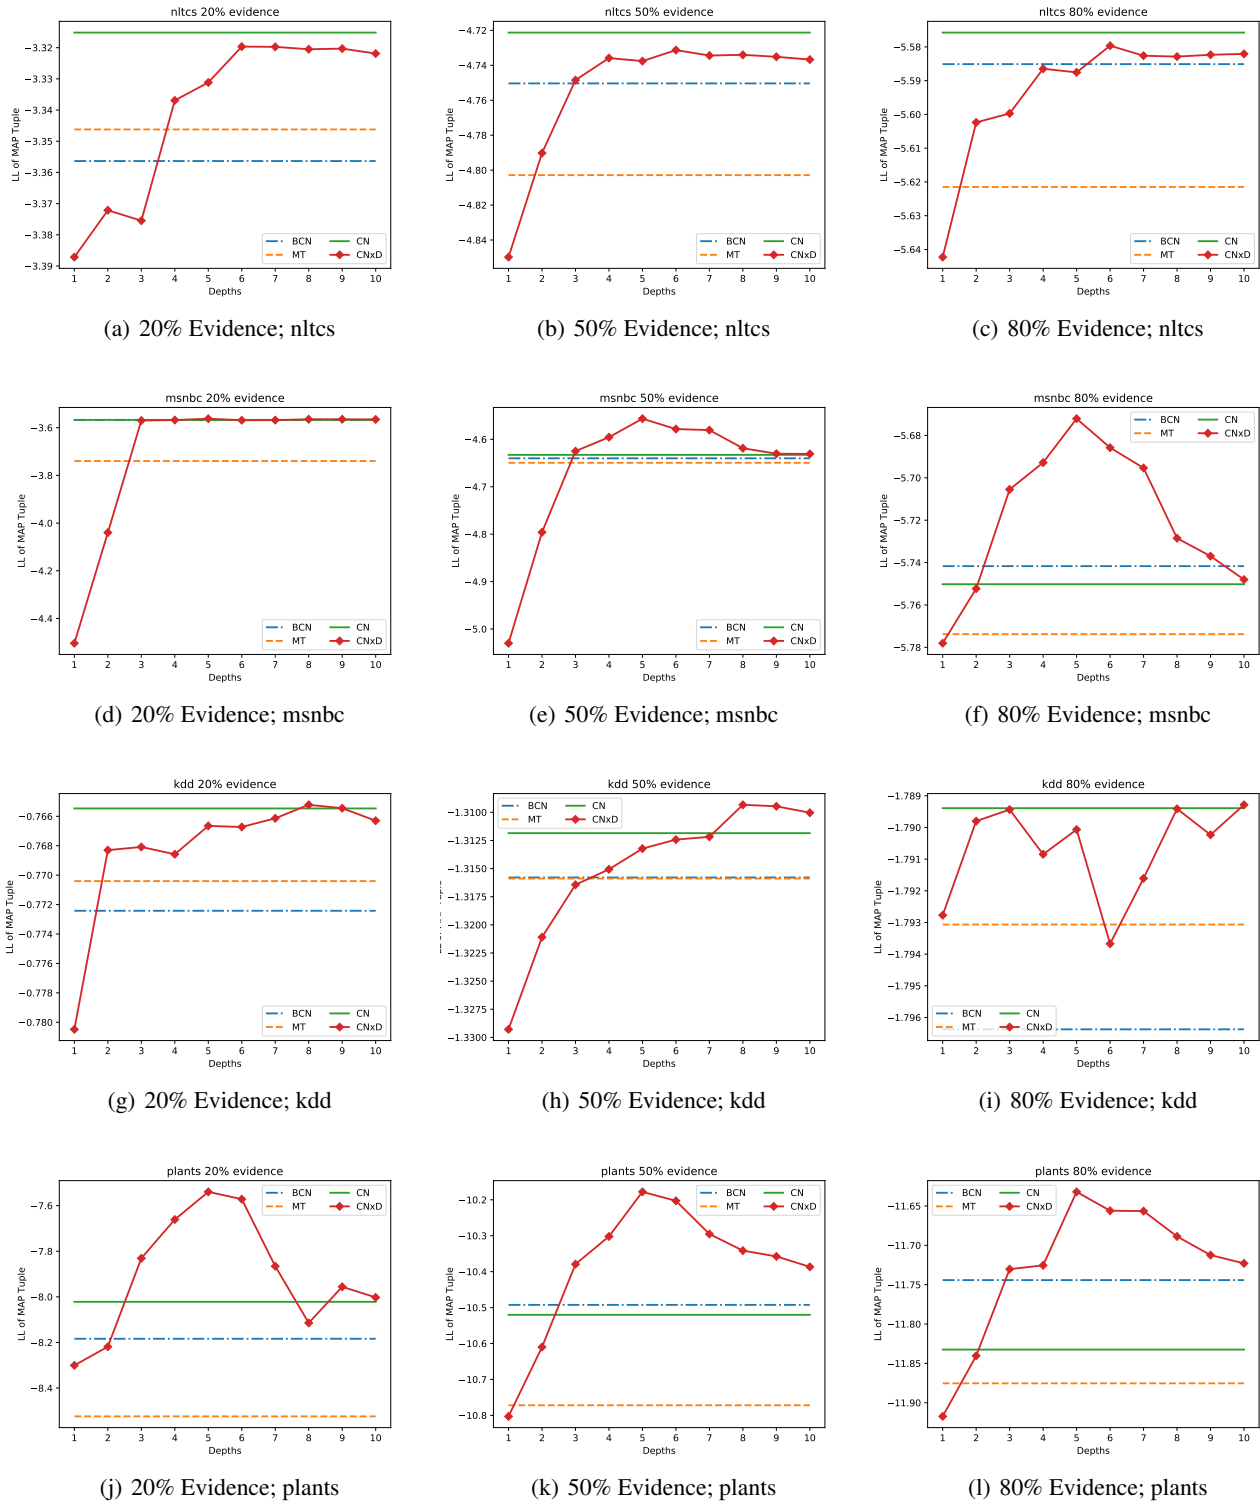 nltcs 20% evidence
−3.32
−3.33
−3.34
−3.35
−3.36
−3.37
−3.38
−3.39
LL of MAP Tuple
BCN CN
MT CNxD
1 2 3 4 5 6 7 8 9 10
Depths
(a) 20% Evidence; nltcs
nltcs 50% evidence
−4.72
−4.74
−4.76
−4.78
−4.80
−4.82
−4.84
LL of MAP Tuple
BCN CN
MT CNxD
1 2 3 4 5 6 7 8 9 10
Depths
(b) 50% Evidence; nltcs
nltcs 80% evidence
−5.58
−5.59
−5.60
−5.61
−5.62
−5.63
−5.64
LL of MAP Tuple
BCN CN
MT CNxD
1 2 3 4 5 6 7 8 9 10
Depths
(c) 80% Evidence; nltcs
msnbc 20% evidence
−3.6
−3.8
−4.0
−4.2
−4.4
LL of MAP Tuple
BCN CN
MT CNxD
1 2 3 4 5 6 7 8 9 10
Depths
(d) 20% Evidence; msnbc
msnbc 50% evidence
−4.6
−4.7
−4.8
−4.9
−5.0
LL of MAP Tuple
BCN CN
MT CNxD
1 2 3 4 5 6 7 8 9 10
Depths
(e) 50% Evidence; msnbc
msnbc 80% evidence
BCN CN
MT CNxD
−5.68
−5.70
−5.72
−5.74
−5.76
−5.78
LL of MAP Tuple
1 2 3 4 5 6 7 8 9 10
Depths
(f) 80% Evidence; msnbc
kdd 20% evidence
−0.766
−0.768
−0.770
−0.772
−0.774
−0.776
−0.778
−0.780
LL of MAP Tuple
BCN CN
MT CNxD
1 2 3 4 5 6 7 8 9 10
Depths
(g) 20% Evidence; kdd
kdd 50% evidence
BCN CN
MT CNxD
−1.3100
−1.3125
−1.3150
−1.3175
−1.3200
−1.3225
−1.3250
−1.3275
−1.3300
1 2 3 4 5 6 7 8 9 10
Depths
(h) 50% Evidence; kdd
kdd 80% evidence
−1.789
−1.790
−1.791
−1.792
−1.793
−1.794
−1.795
−1.796
LL of MAP Tuple
BCN CN
MT CNxD
1 2 3 4 5 6 7 8 9 10
Depths
(i) 80% Evidence; kdd
plants 20% evidence
BCN CN
MT CNxD
−7.6
−7.8
−8.0
−8.2
−8.4
LL of MAP Tuple
1 2 3 4 5 6 7 8 9 10
Depths
(j) 20% Evidence; plants
plants 50% evidence
BCN CN
MT CNxD
−10.2
−10.3
−10.4
−10.5
−10.6
−10.7
−10.8
LL of MAP Tuple
1 2 3 4 5 6 7 8 9 10
Depths
(k) 50% Evidence; plants
plants 80% evidence
BCN CN
MT CNxD
−11.65
−11.70
−11.75
−11.80
−11.85
−11.90
LL of MAP Tuple
1 2 3 4 5 6 7 8 9 10
Depths
(l) 80% Evidence; plants